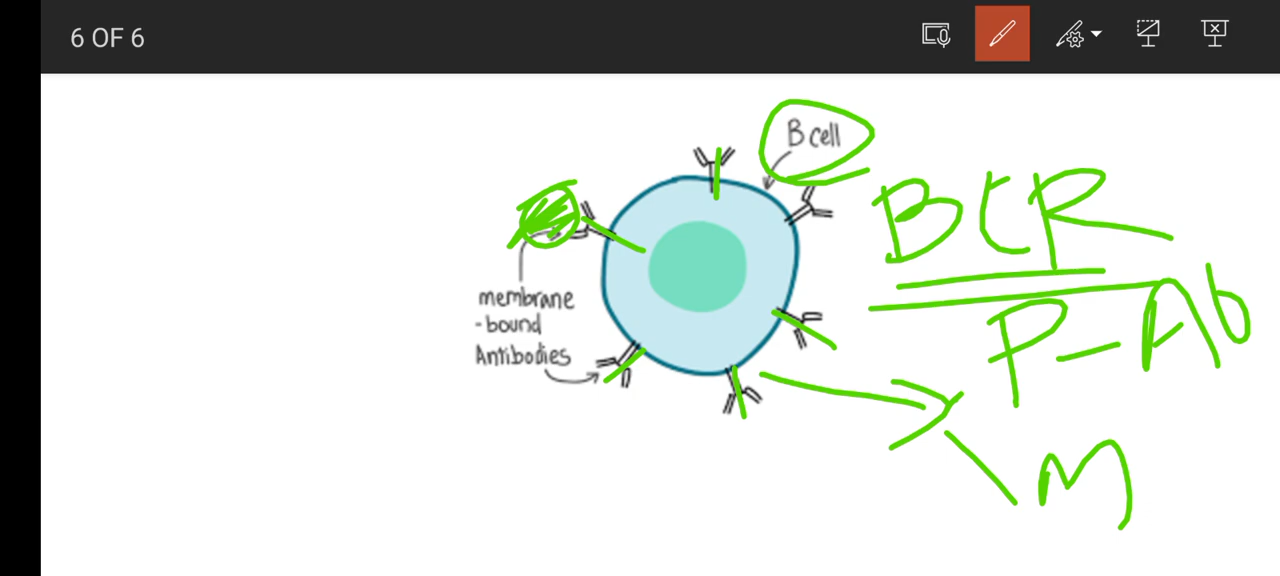 6 OF 6
B cell
BCR
membrane
-bound
Antibodies
P-Ab
M